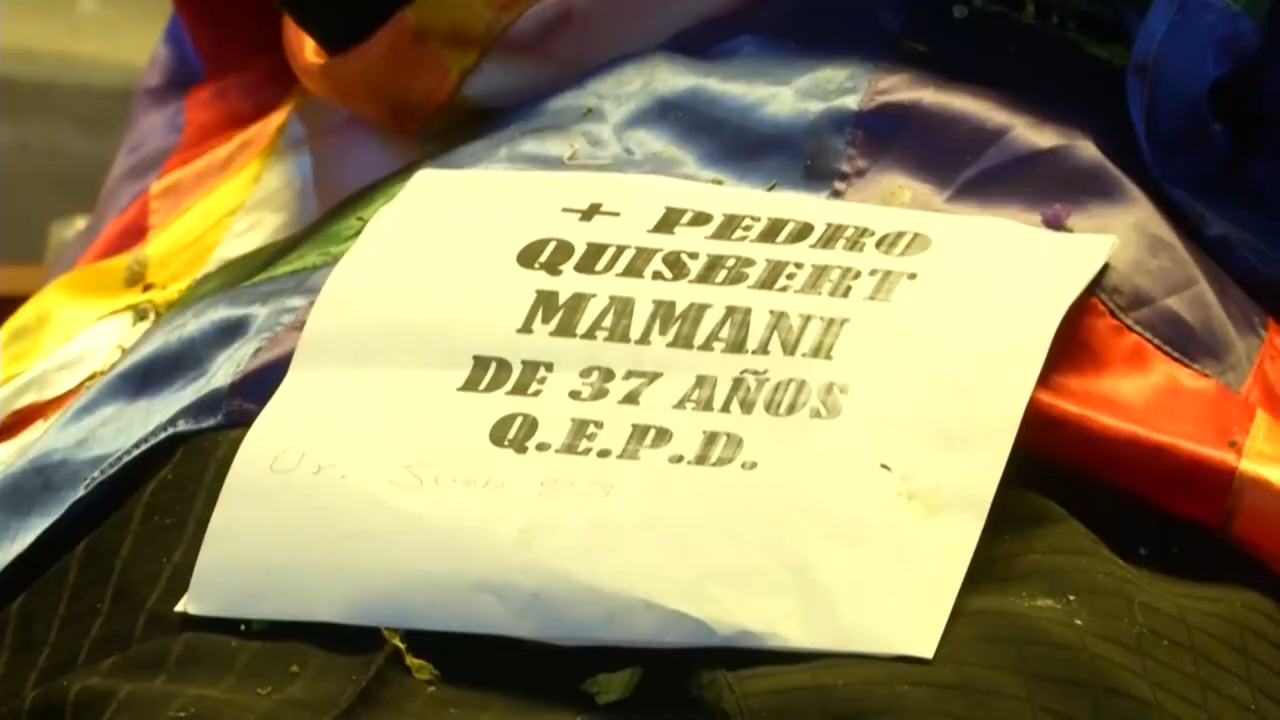 + PEDRO
QUISBERT
MAMANI
DE 37 AÑOS
Q.E.P.D.